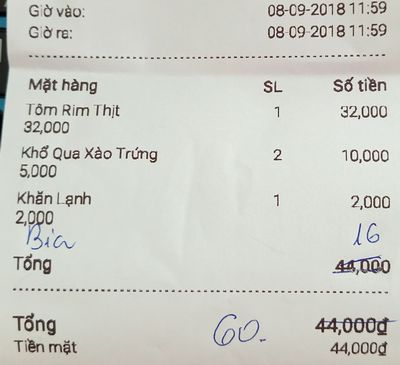 Giờ vào: 08-09-2018 11:59
Giờ ra: 08-09-2018 11:59
Mặt hàng SL Số tiền
Tôm Rim Thịt 1 32,000
32,000
Khổ Qua Xào Trứng 2 10,000
5,000
Khăn Lạnh 1 2,000
2,000
Bia 16
Tổng 44,000
Tổng 60. 44,000₫
Tiền mặt 44,000₫